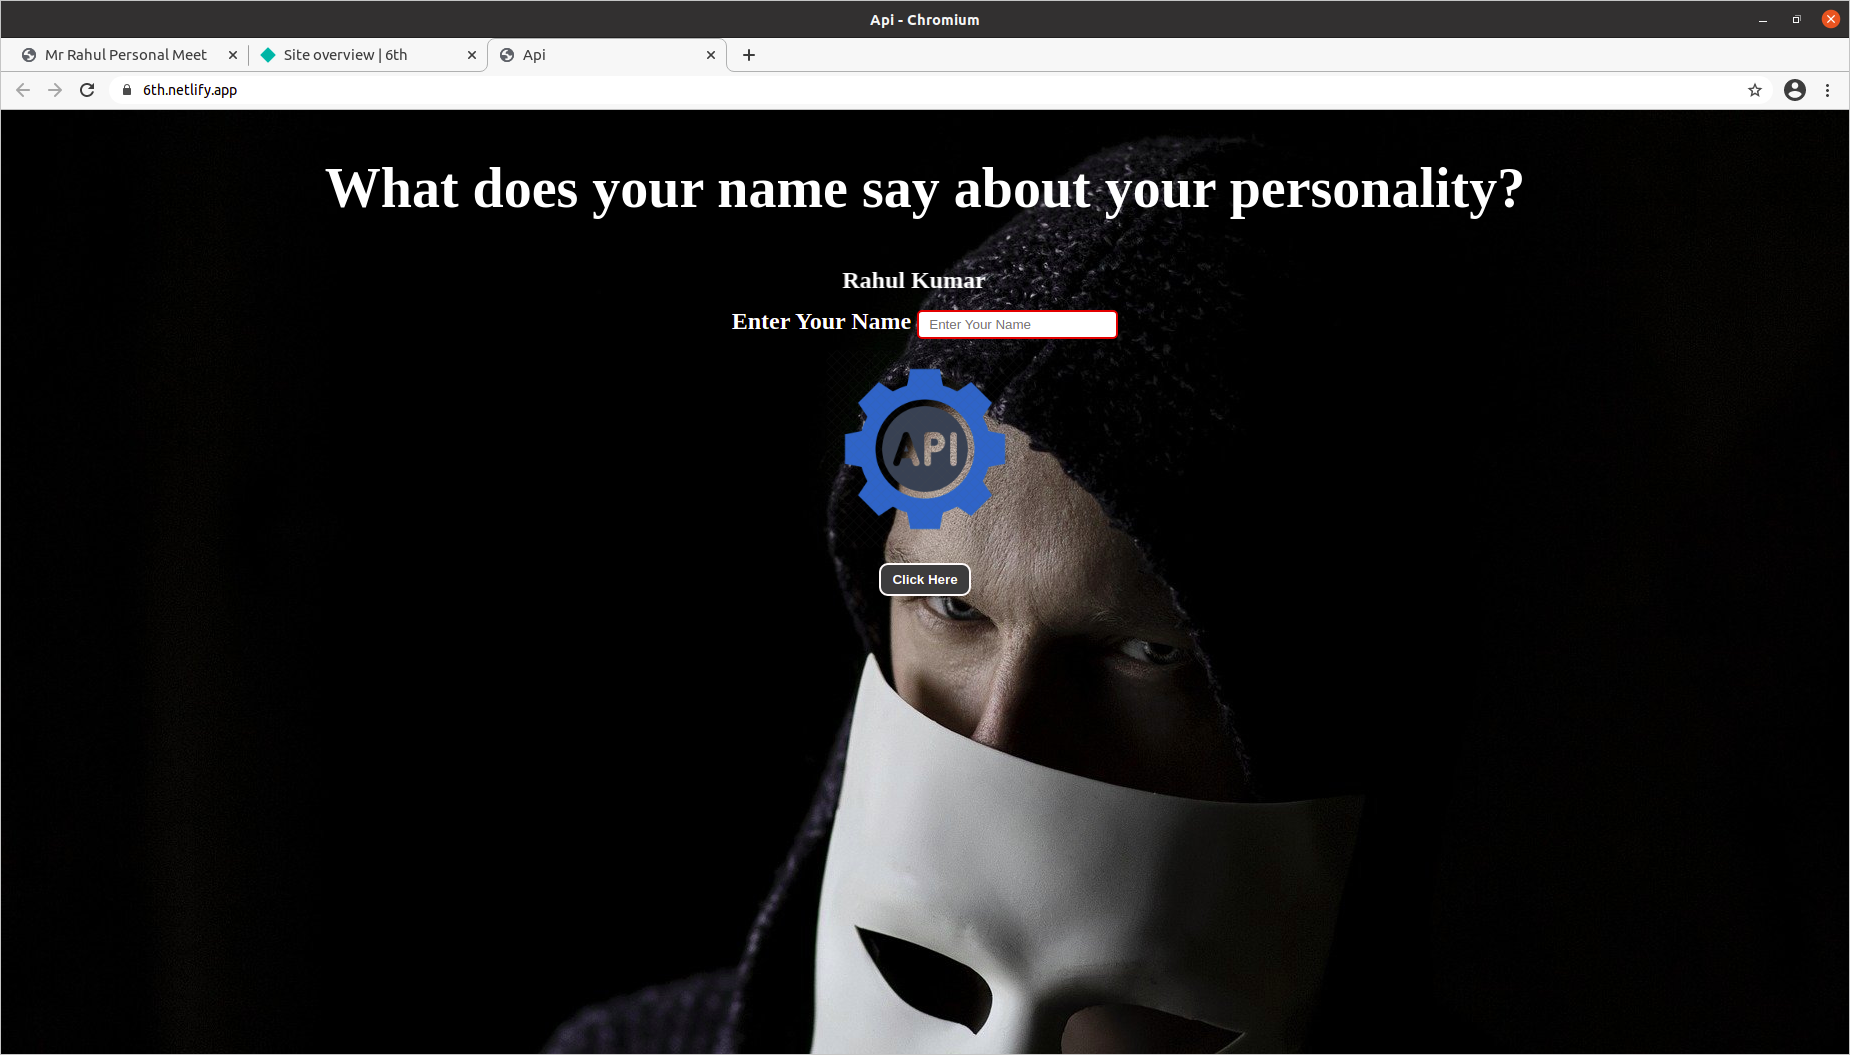 Api - Chromium
Mr Rahul Personal Meet
Site overview | 6th
Api
6th.netlify.app
What does your name say about your personality?
Rahul Kumar
Enter Your Name Enter Your Name
API
Click Here